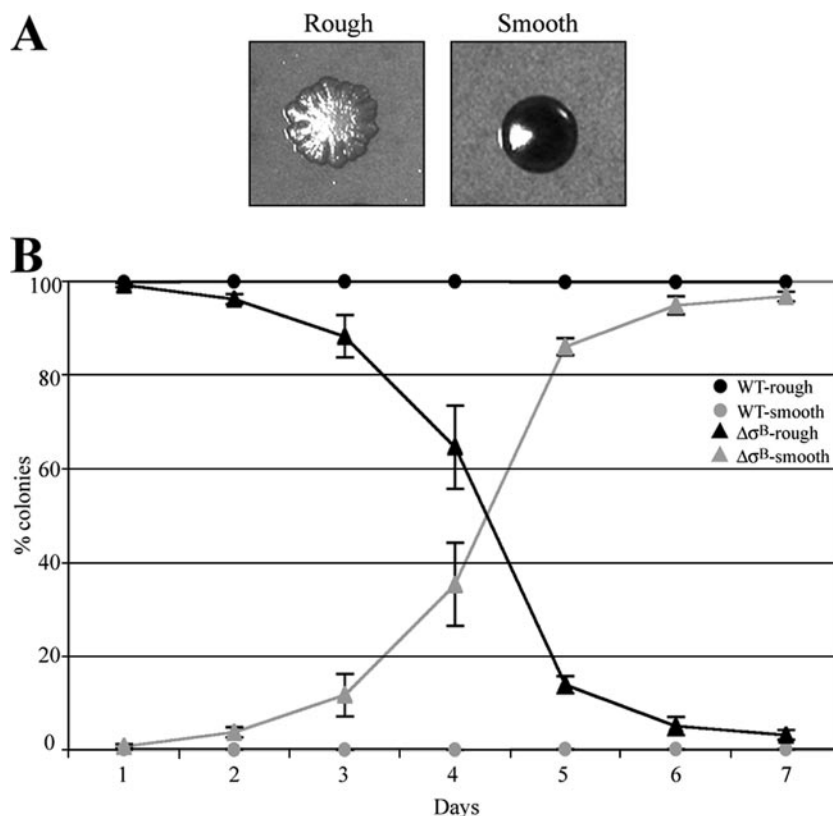 A
Rough
Smooth
B
100
80
60
40
20
0
% colonies
WT-rough
WT-smooth
Δσᴮ-rough
Δσᴮ-smooth
1 2 3 4 5 6 7
Days